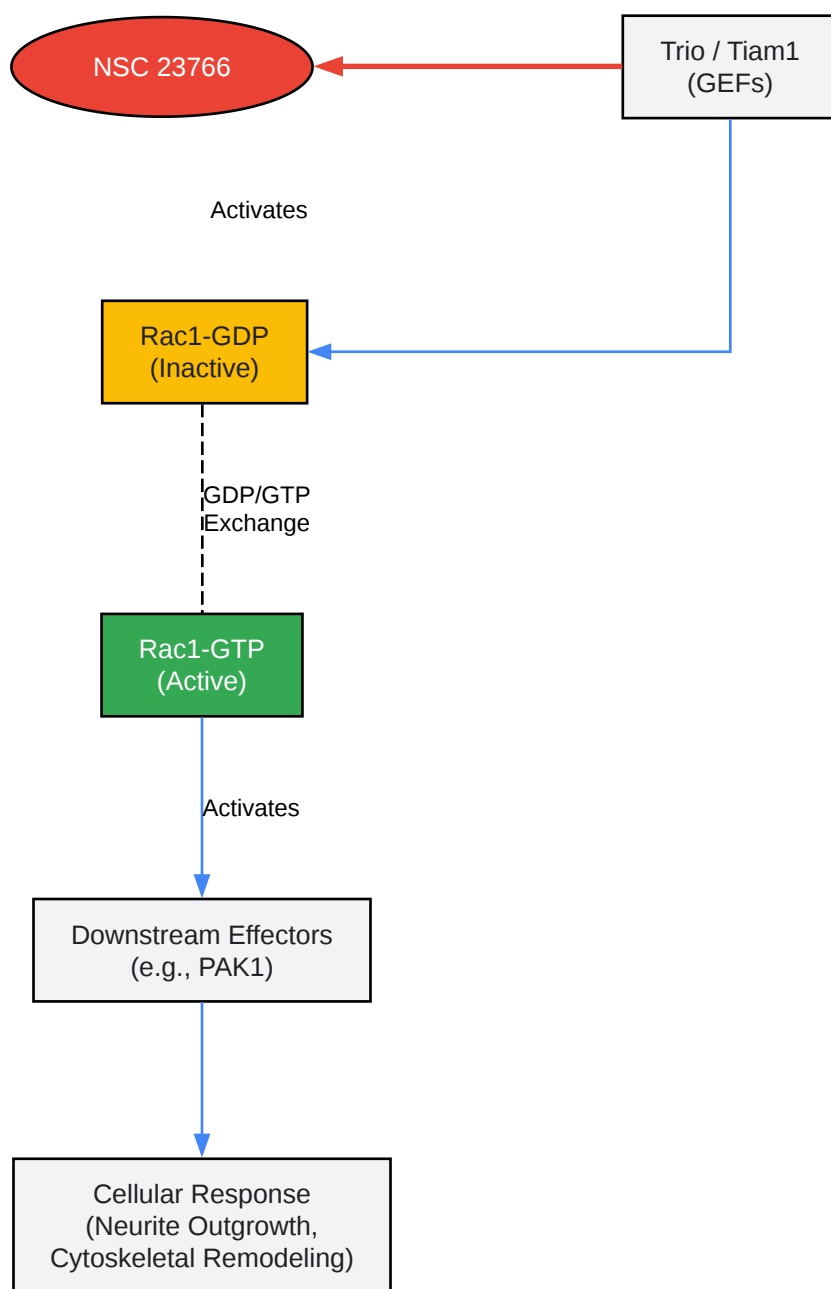 NSC 23766
Trio / Tiam1
(GEFs)
Activates
Rac1-GDP
(Inactive)
GDP/GTP
Exchange
Rac1-GTP
(Active)
Activates
Downstream Effectors
(e.g., PAK1)
Cellular Response
(Neurite Outgrowth,
Cytoskeletal Remodeling)